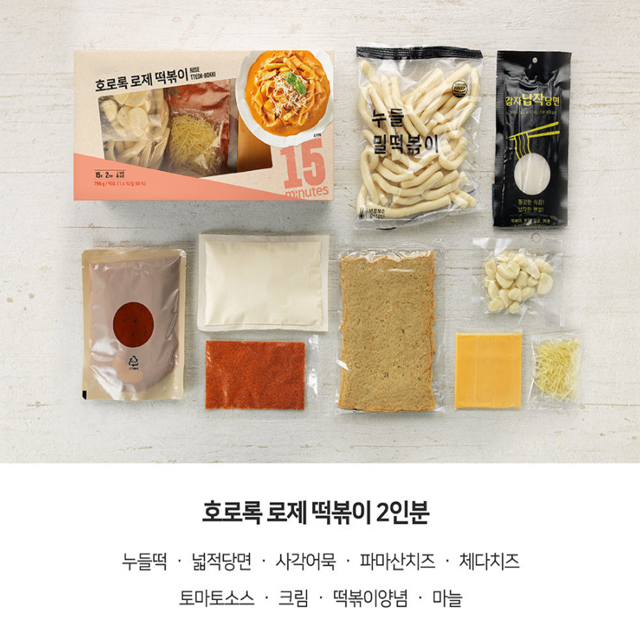 호로록 로제 떡볶이
ROSE
TTEOK-BOKKI
15 minutes
누들
밀떡볶이
감자납작당면
호로록 로제 떡볶이 2인분
누들떡 · 넓적당면 · 사각어묵 · 파마산치즈 · 체다치즈
토마토소스 · 크림 · 떡볶이양념 · 마늘